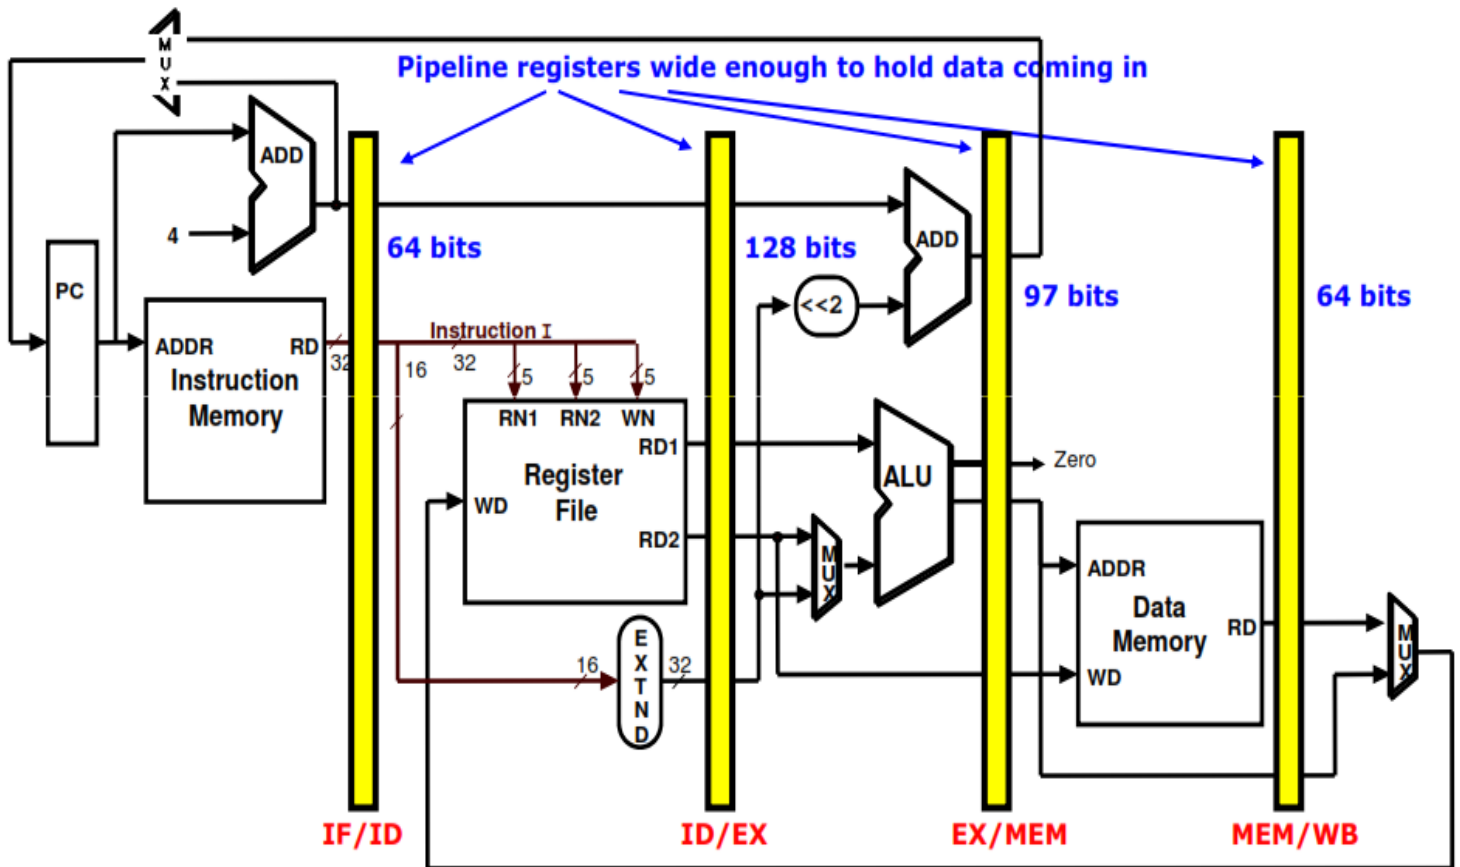 M
U
X
Pipeline registers wide enough to hold data coming in
ADD
4
64 bits
128 bits
ADD
97 bits
64 bits
PC
<<2
ADDR
RD
32
Instruction I
16
32
5
5
5
Instruction
Memory
RN1
RN2
WN
RD1
Register
File
WD
RD2
ALU
Zero
M
U
X
ADDR
Data
Memory
RD
WD
M
U
X
16
E
X
T
N
D
32
IF/ID
ID/EX
EX/MEM
MEM/WB